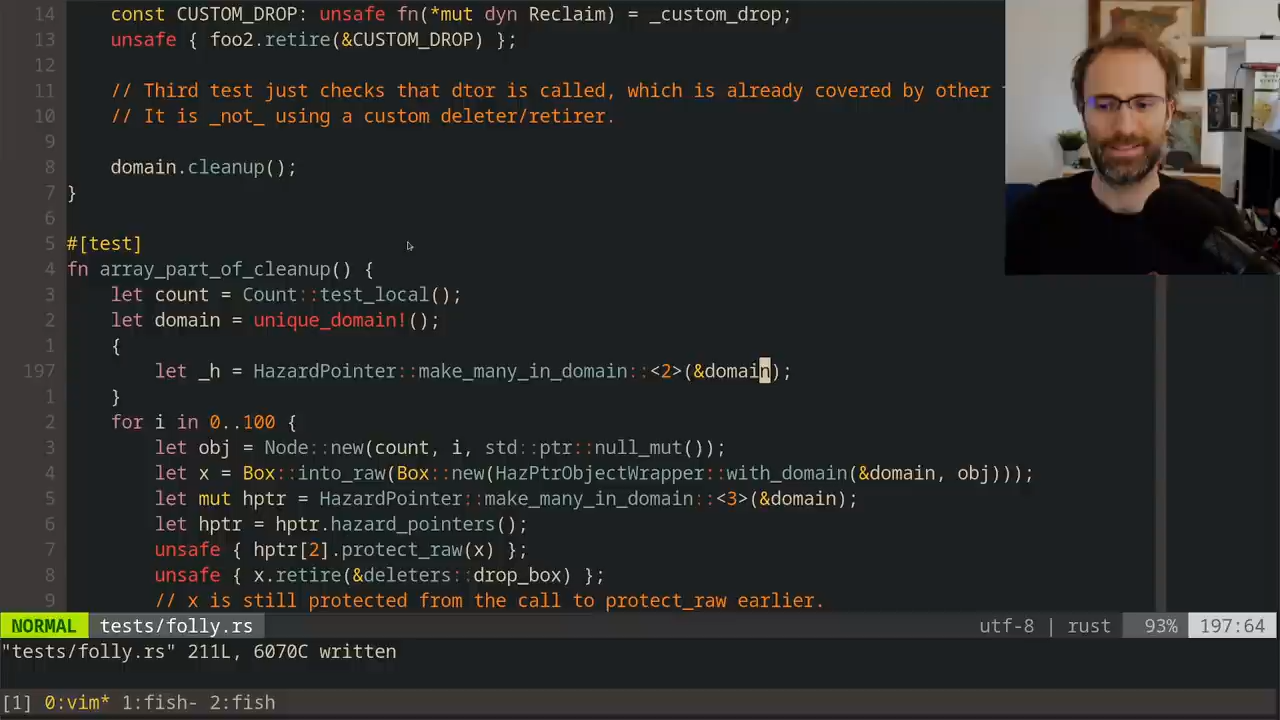 14 const CUSTOM_DROP: unsafe fn(*mut dyn Reclaim) = _custom_drop;
13 unsafe { foo2.retire(&CUSTOM_DROP) };
12
11 // Third test just checks that dtor is called, which is already covered by other
10 // It is _not_ using a custom deleter/retirer.
9
8 domain.cleanup();
7 }
6
5 #[test]
4 fn array_part_of_cleanup() {
3 let count = Count::test_local();
2 let domain = unique_domain!();
1 {
197 let _h = HazardPointer::make_many_in_domain::<2>(&domain);
1 }
2 for i in 0..100 {
3 let obj = Node::new(count, i, std::ptr::null_mut());
4 let x = Box::into_raw(Box::new(HazPtrObjectWrapper::with_domain(&domain, obj)));
5 let mut hptr = HazardPointer::make_many_in_domain::<3>(&domain);
6 let hptr = hptr.hazard_pointers();
7 unsafe { hptr[2].protect_raw(x) };
8 unsafe { x.retire(&deleters::drop_box) };
9 // x is still protected from the call to protect_raw earlier.
NORMAL tests/folly.rs utf-8 | rust 93% 197:64
"tests/folly.rs" 211L, 6070C written
[1] 0:vim* 1:fish- 2:fish